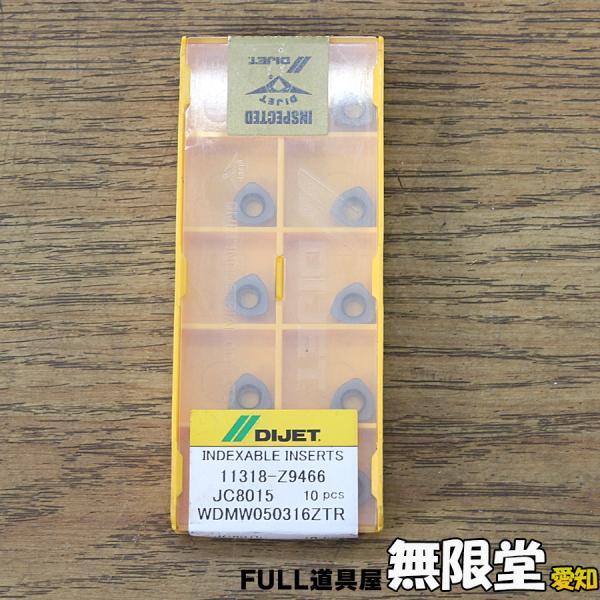 INSPECTED
DIJET
DIJET.
DIJET.
INDEXABLE INSERTS
11318-Z9466
JC8015 10 pcs
WDMW050316ZTR
FULL道具屋 無限堂 愛知